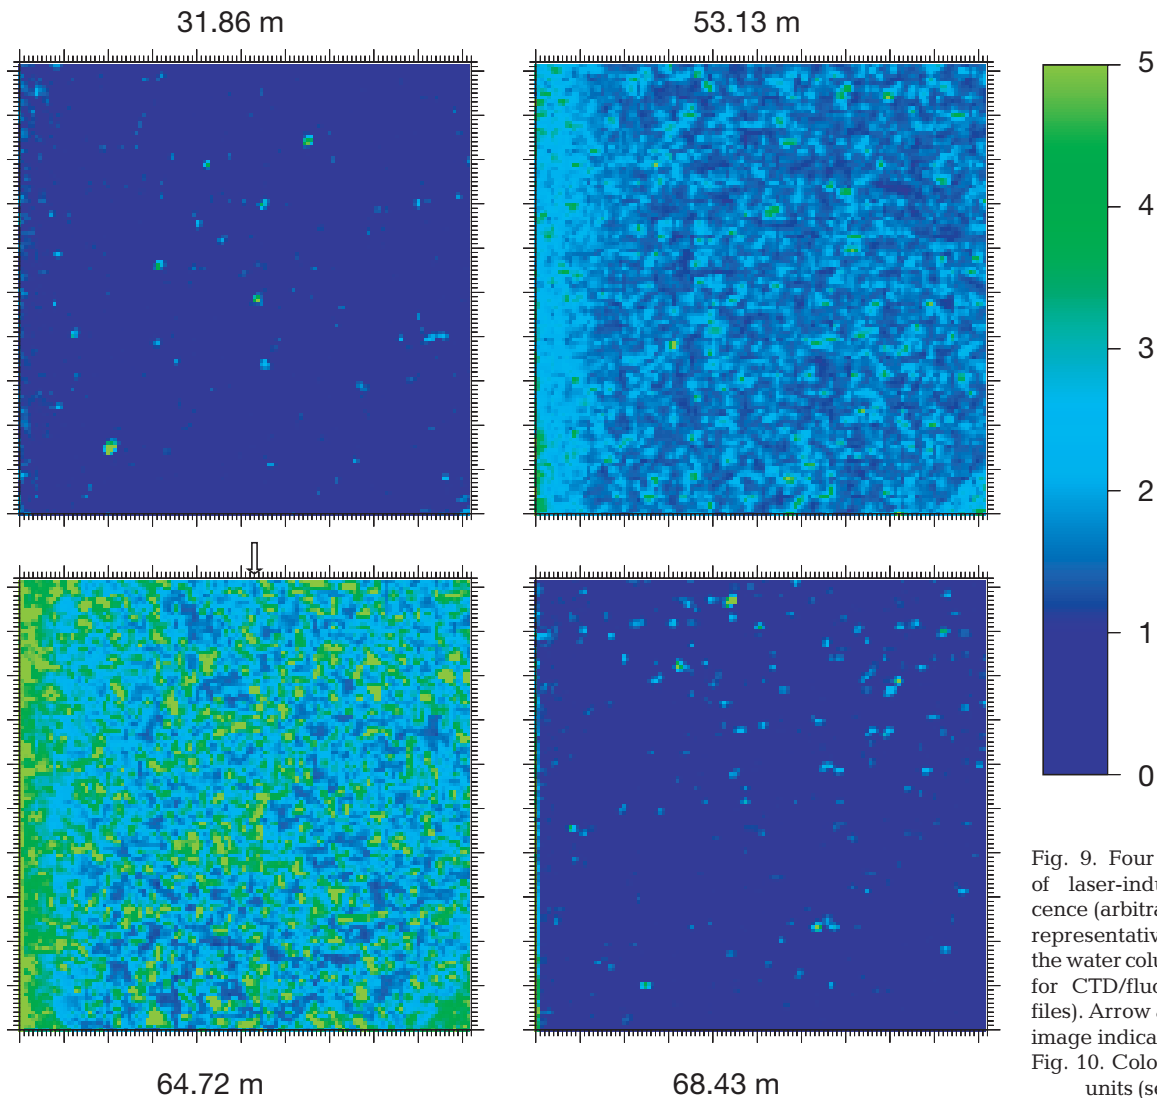 31.86 m
53.13 m
5
4
3
2
1
0
64.72 m
68.43 m
Fig. 9. Four
of laser-indu
cence (arbitra
representativ
the water colu
for CTD/fluo
files). Arrow a
image indica
Fig. 10. Colo
units (se